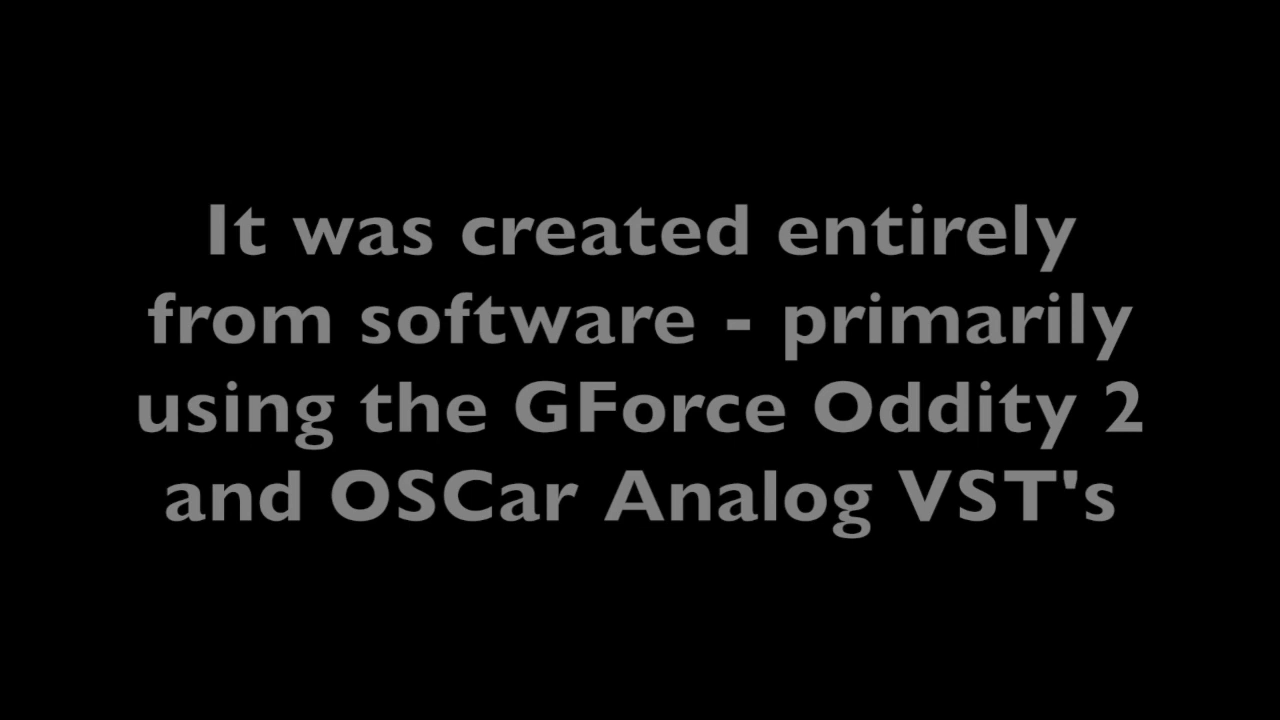 It was created entirely
from software - primarily
using the GForce Oddity 2
and OSCar Analog VST's